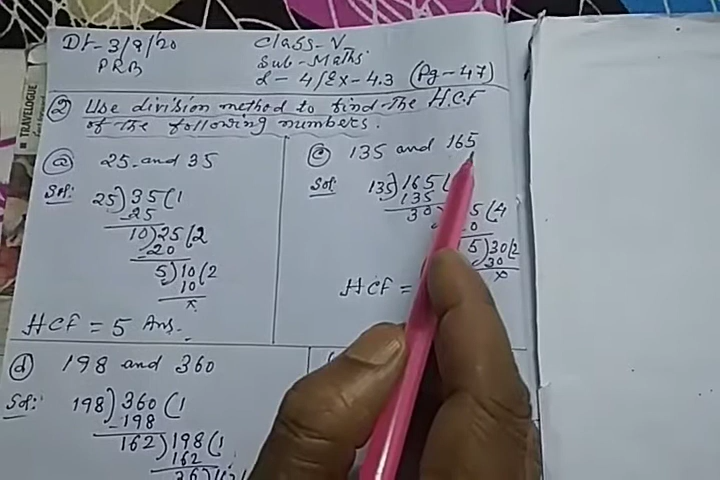 Dt- 3/9/20
Class-V
PRB
Sub-Maths
L- 4/Ex-4.3 (Pg-47)
② Use division method to find the H.C.F
of the following numbers.
ⓐ 25 and 35
Sol:
25)35(1
-25
10)25(2
-20
5)10(2
10
x
HCF = 5 Ans.
ⓒ 135 and 165
Sol:
135)165(
135
30
5(4
0
5)30(2
30
x
HCF =
ⓓ 198 and 360
Sol:
198)360(1
-198
162)198(1
162
36)
TRAVELOGUE